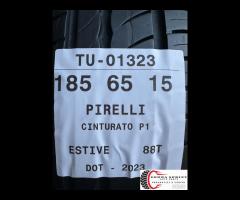 TU-01323
185 65 15
PIRELLI
CINTURATO P1
ESTIVE 88T
DOT - 2023